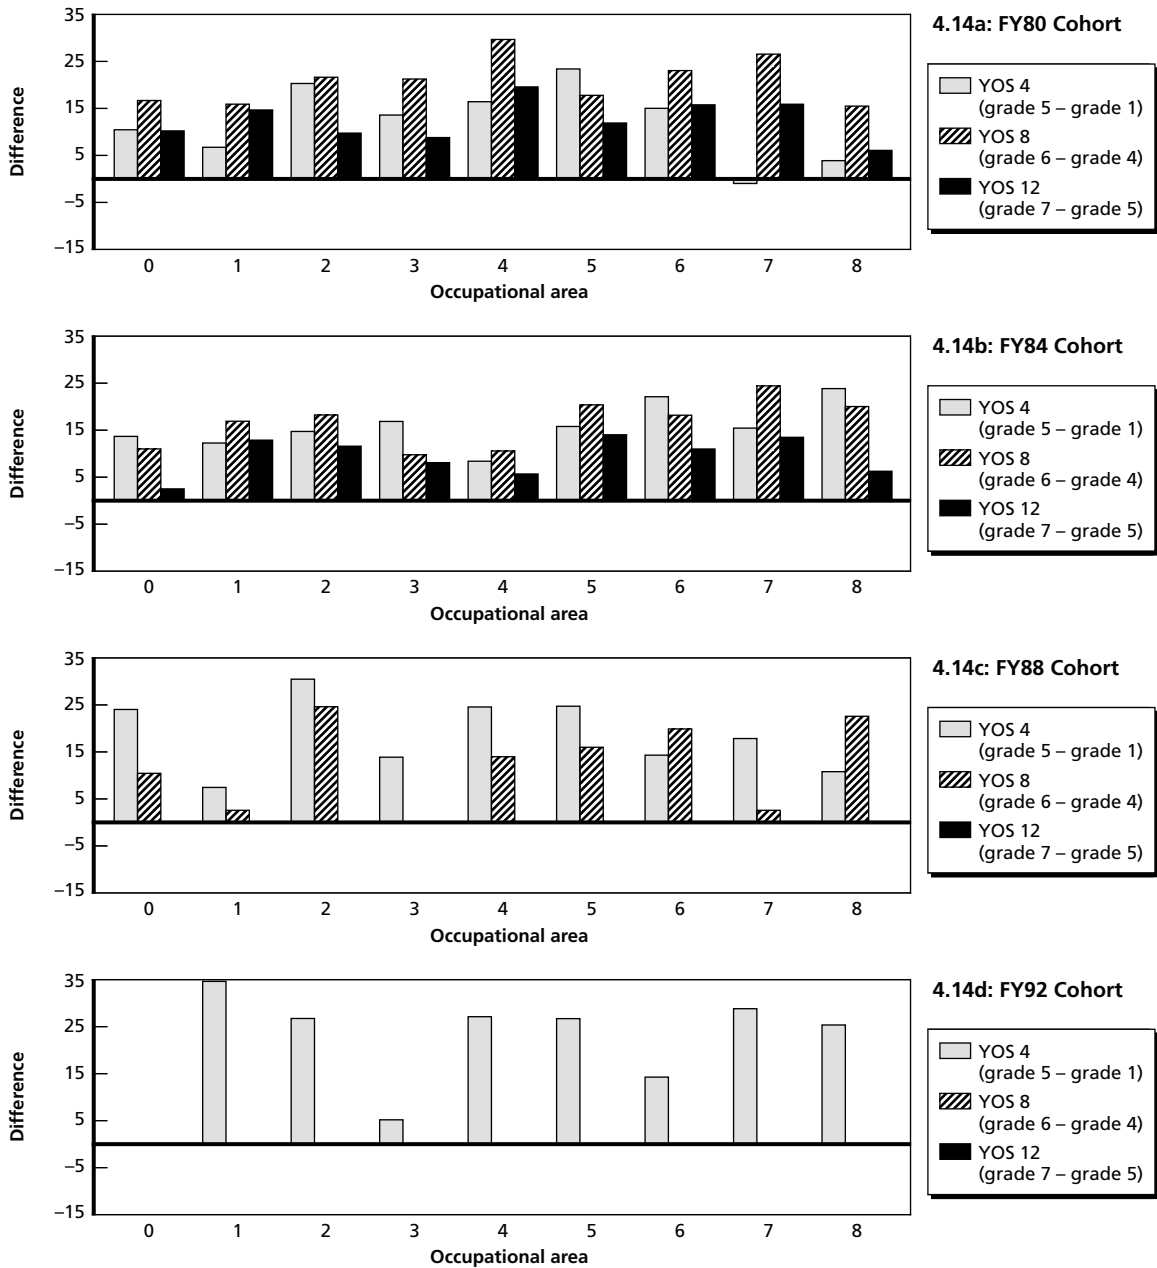 4.14a: FY80 Cohort
35
25
15
5
–5
–15
Difference
0 1 2 3 4 5 6 7 8
Occupational area
YOS 4
(grade 5 – grade 1)
YOS 8
(grade 6 – grade 4)
YOS 12
(grade 7 – grade 5)
4.14b: FY84 Cohort
35
25
15
5
–5
–15
Difference
0 1 2 3 4 5 6 7 8
Occupational area
YOS 4
(grade 5 – grade 1)
YOS 8
(grade 6 – grade 4)
YOS 12
(grade 7 – grade 5)
4.14c: FY88 Cohort
35
25
15
5
–5
–15
Difference
0 1 2 3 4 5 6 7 8
Occupational area
YOS 4
(grade 5 – grade 1)
YOS 8
(grade 6 – grade 4)
YOS 12
(grade 7 – grade 5)
4.14d: FY92 Cohort
35
25
15
5
–5
–15
Difference
0 1 2 3 4 5 6 7 8
Occupational area
YOS 4
(grade 5 – grade 1)
YOS 8
(grade 6 – grade 4)
YOS 12
(grade 7 – grade 5)